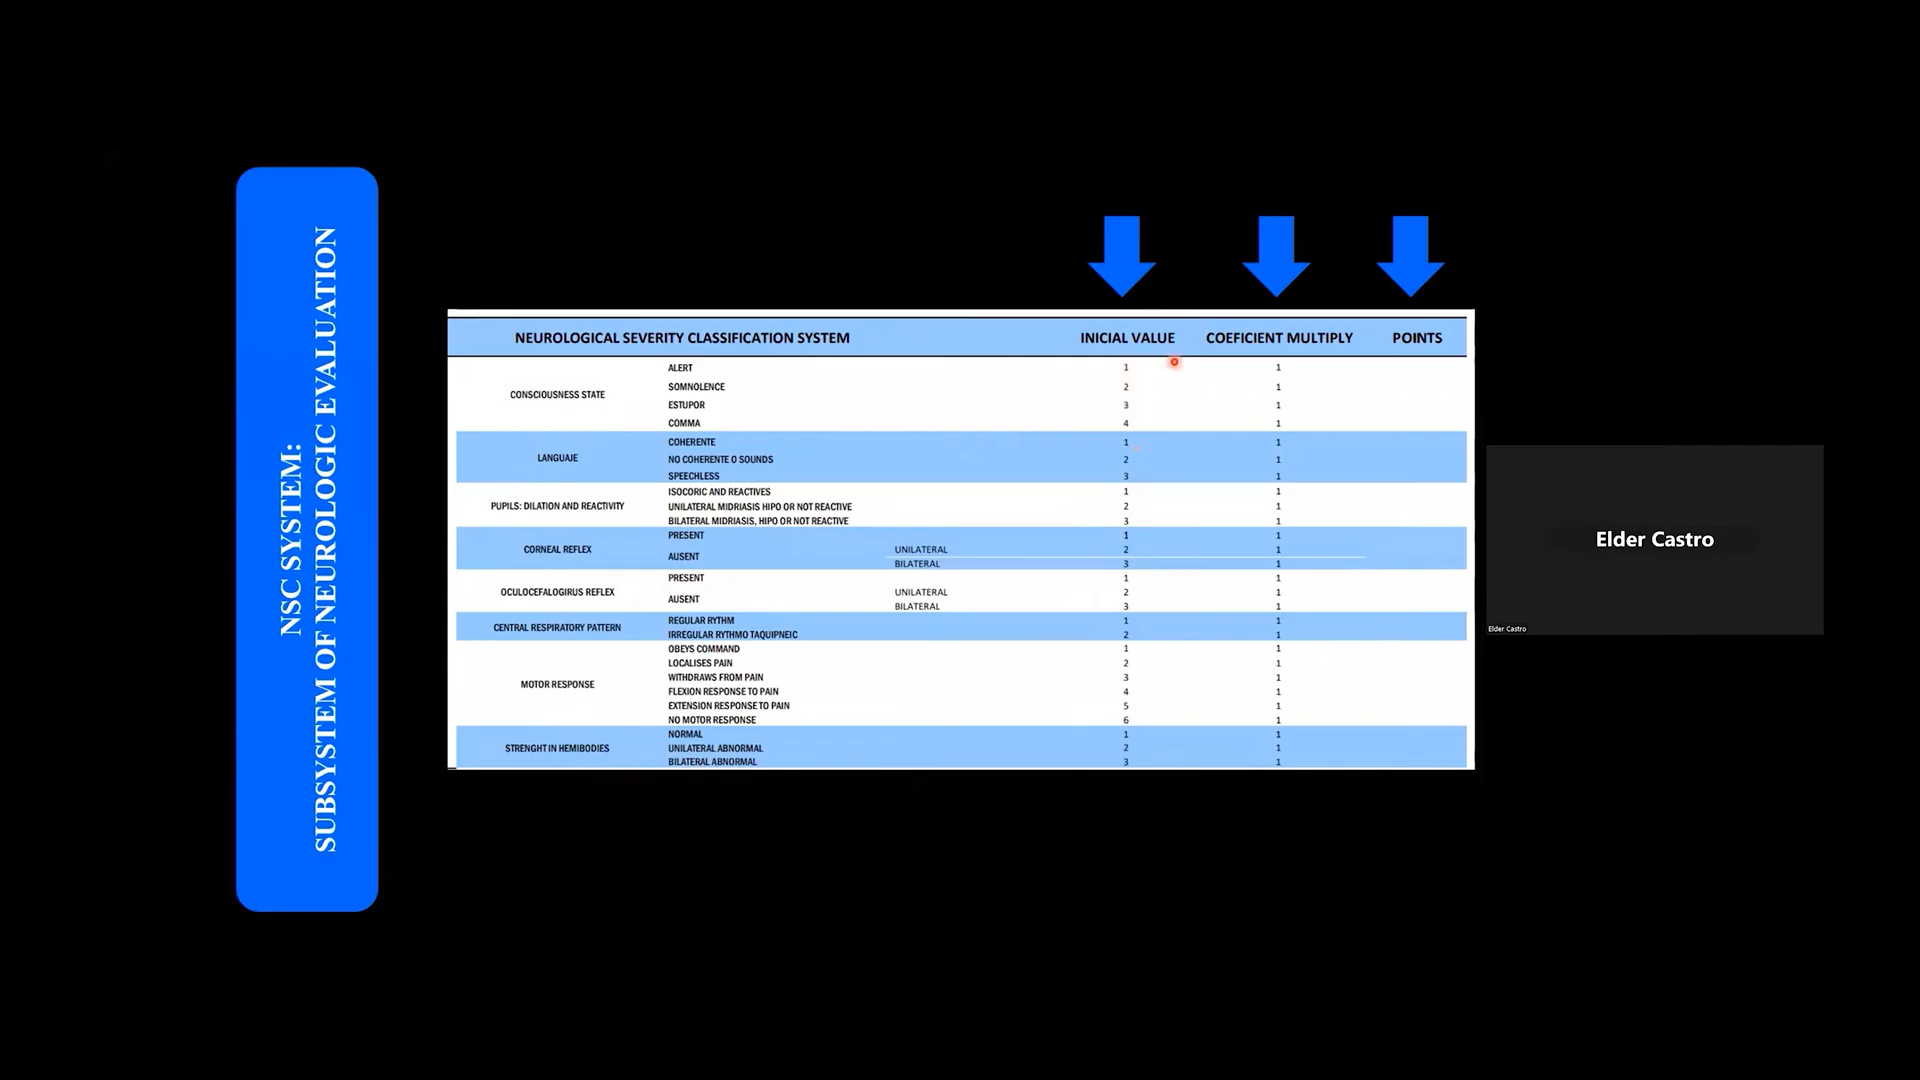 NSC SYSTEM:
SUBSYSTEM OF NEUROLOGIC EVALUATION
NEUROLOGICAL SEVERITY CLASSIFICATION SYSTEM INICIAL VALUE COEFICIENT MULTIPLY POINTS
CONSCIOUSNESS STATE
ALERT 1 1
SOMNOLENCE 2 1
ESTUPOR 3 1
COMMA 4 1
LANGUAJE
COHERENTE 1 1
NO COHERENTE O SOUNDS 2 1
SPEECHLESS 3 1
PUPILS: DILATION AND REACTIVITY
ISOCORIC AND REACTIVES 1 1
UNILATERAL MIDRIASIS HIPO OR NOT REACTIVE 2 1
BILATERAL MIDRIASIS, HIPO OR NOT REACTIVE 3 1
CORNEAL REFLEX
PRESENT 1 1
AUSENT
UNILATERAL 2 1
BILATERAL 3 1
OCULOCEFALOGIRUS REFLEX
PRESENT 1 1
AUSENT
UNILATERAL 2 1
BILATERAL 3 1
CENTRAL RESPIRATORY PATTERN
REGULAR RYTHM 1 1
IRREGULAR RYTHMO TAQUIPNEIC 2 1
MOTOR RESPONSE
OBEYS COMMAND 1 1
LOCALISES PAIN 2 1
WITHDRAWS FROM PAIN 3 1
FLEXION RESPONSE TO PAIN 4 1
EXTENSION RESPONSE TO PAIN 5 1
NO MOTOR RESPONSE 6 1
STRENGHT IN HEMIBODIES
NORMAL 1 1
UNILATERAL ABNORMAL 2 1
BILATERAL ABNORMAL 3 1
Elder Castro
Elder Castro